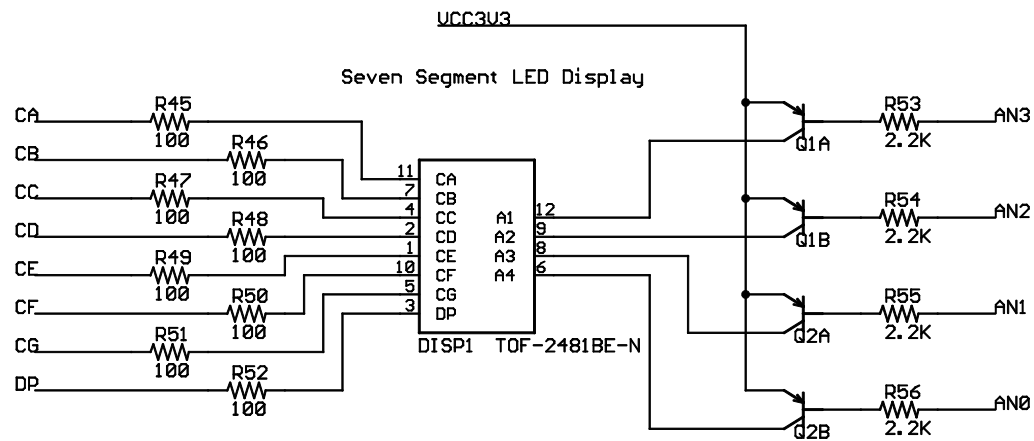 VCC3V3
Seven Segment LED Display
CA
R45
100
CB
R46
100
CC
R47
100
CD
R48
100
CE
R49
100
CF
R50
100
CG
R51
100
DP
R52
100
11 CA
7 CB
4 CC
2 CD
1 CE
10 CF
5 CG
3 DP
A1 12
A2 9
A3 8
A4 6
DISP1 TOF-2481BE-N
Q1A
R53
2.2K
AN3
Q1B
R54
2.2K
AN2
Q2A
R55
2.2K
AN1
Q2B
R56
2.2K
AN0